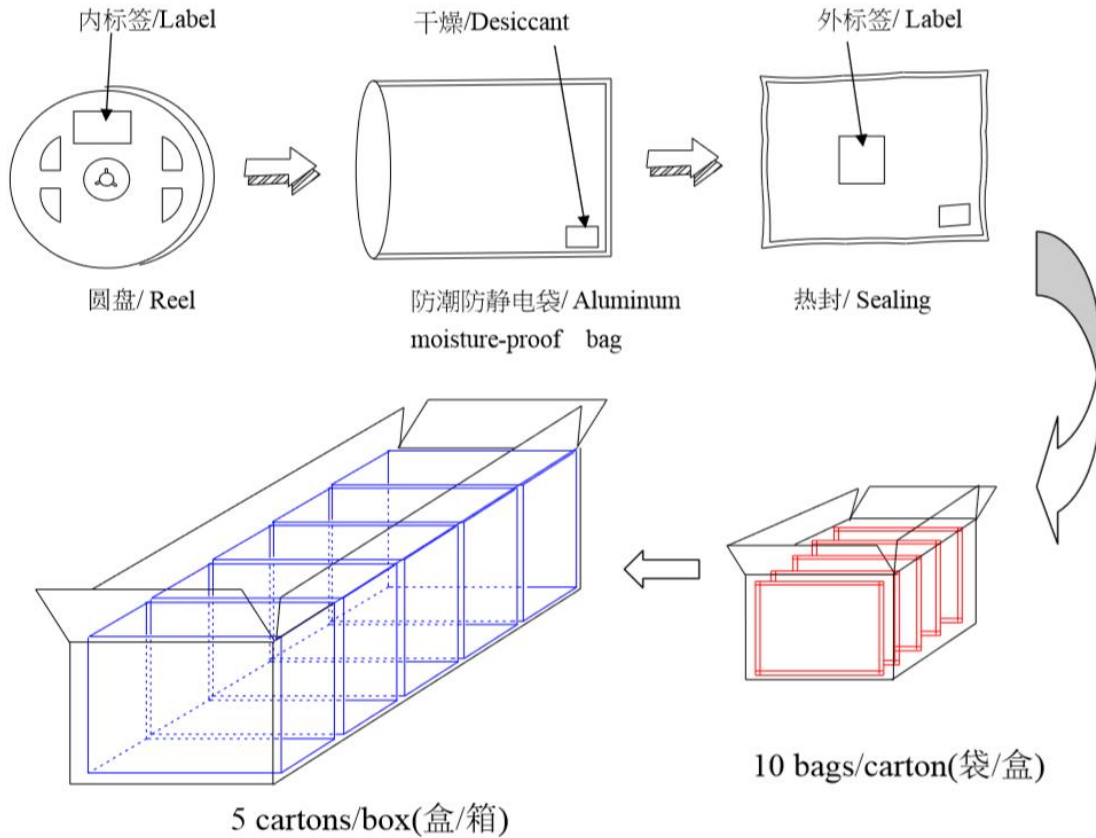 内标签/Label
干燥/Desiccant
外标签/ Label
圆盘/ Reel
防潮防静电袋/ Aluminum
moisture-proof bag
热封/ Sealing
10 bags/carton(袋/盒)
5 cartons/box(盒/箱)